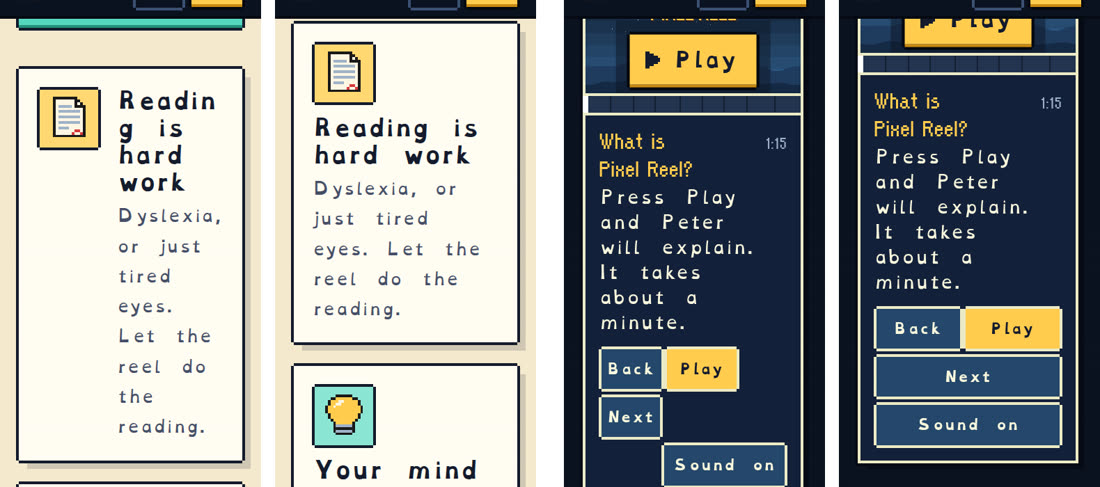 Readin
g is
hard
work
Dyslexia,
or just
tired
eyes.
Let the
reel do
the
reading.
Reading is
hard work
Dyslexia, or
just tired
eyes. Let the
reel do the
reading.
Your mind
Play
What is
Pixel Reel?
1:15
Press Play
and Peter
will explain.
It takes
about a
minute.
Back
Play
Next
Sound on
Play
What is
Pixel Reel?
1:15
Press Play
and Peter
will explain.
It takes
about a
minute.
Back
Play
Next
Sound on